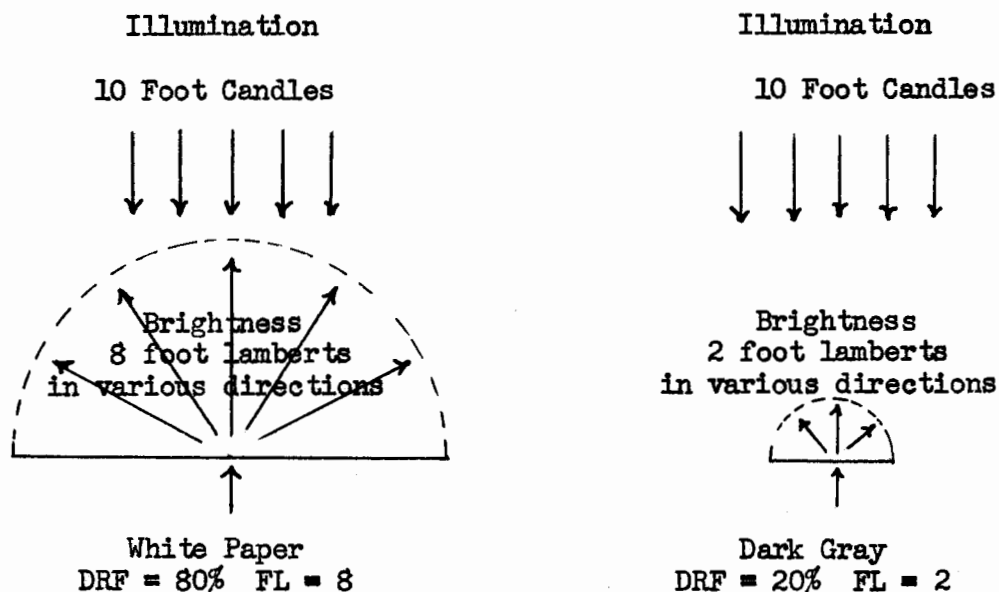 Illumination
10 Foot Candles
Brightness
8 foot lamberts
in various directions
White Paper
DRF = 80% FL = 8
Illumination
10 Foot Candles
Brightness
2 foot lamberts
in various directions
Dark Gray
DRF = 20% FL = 2